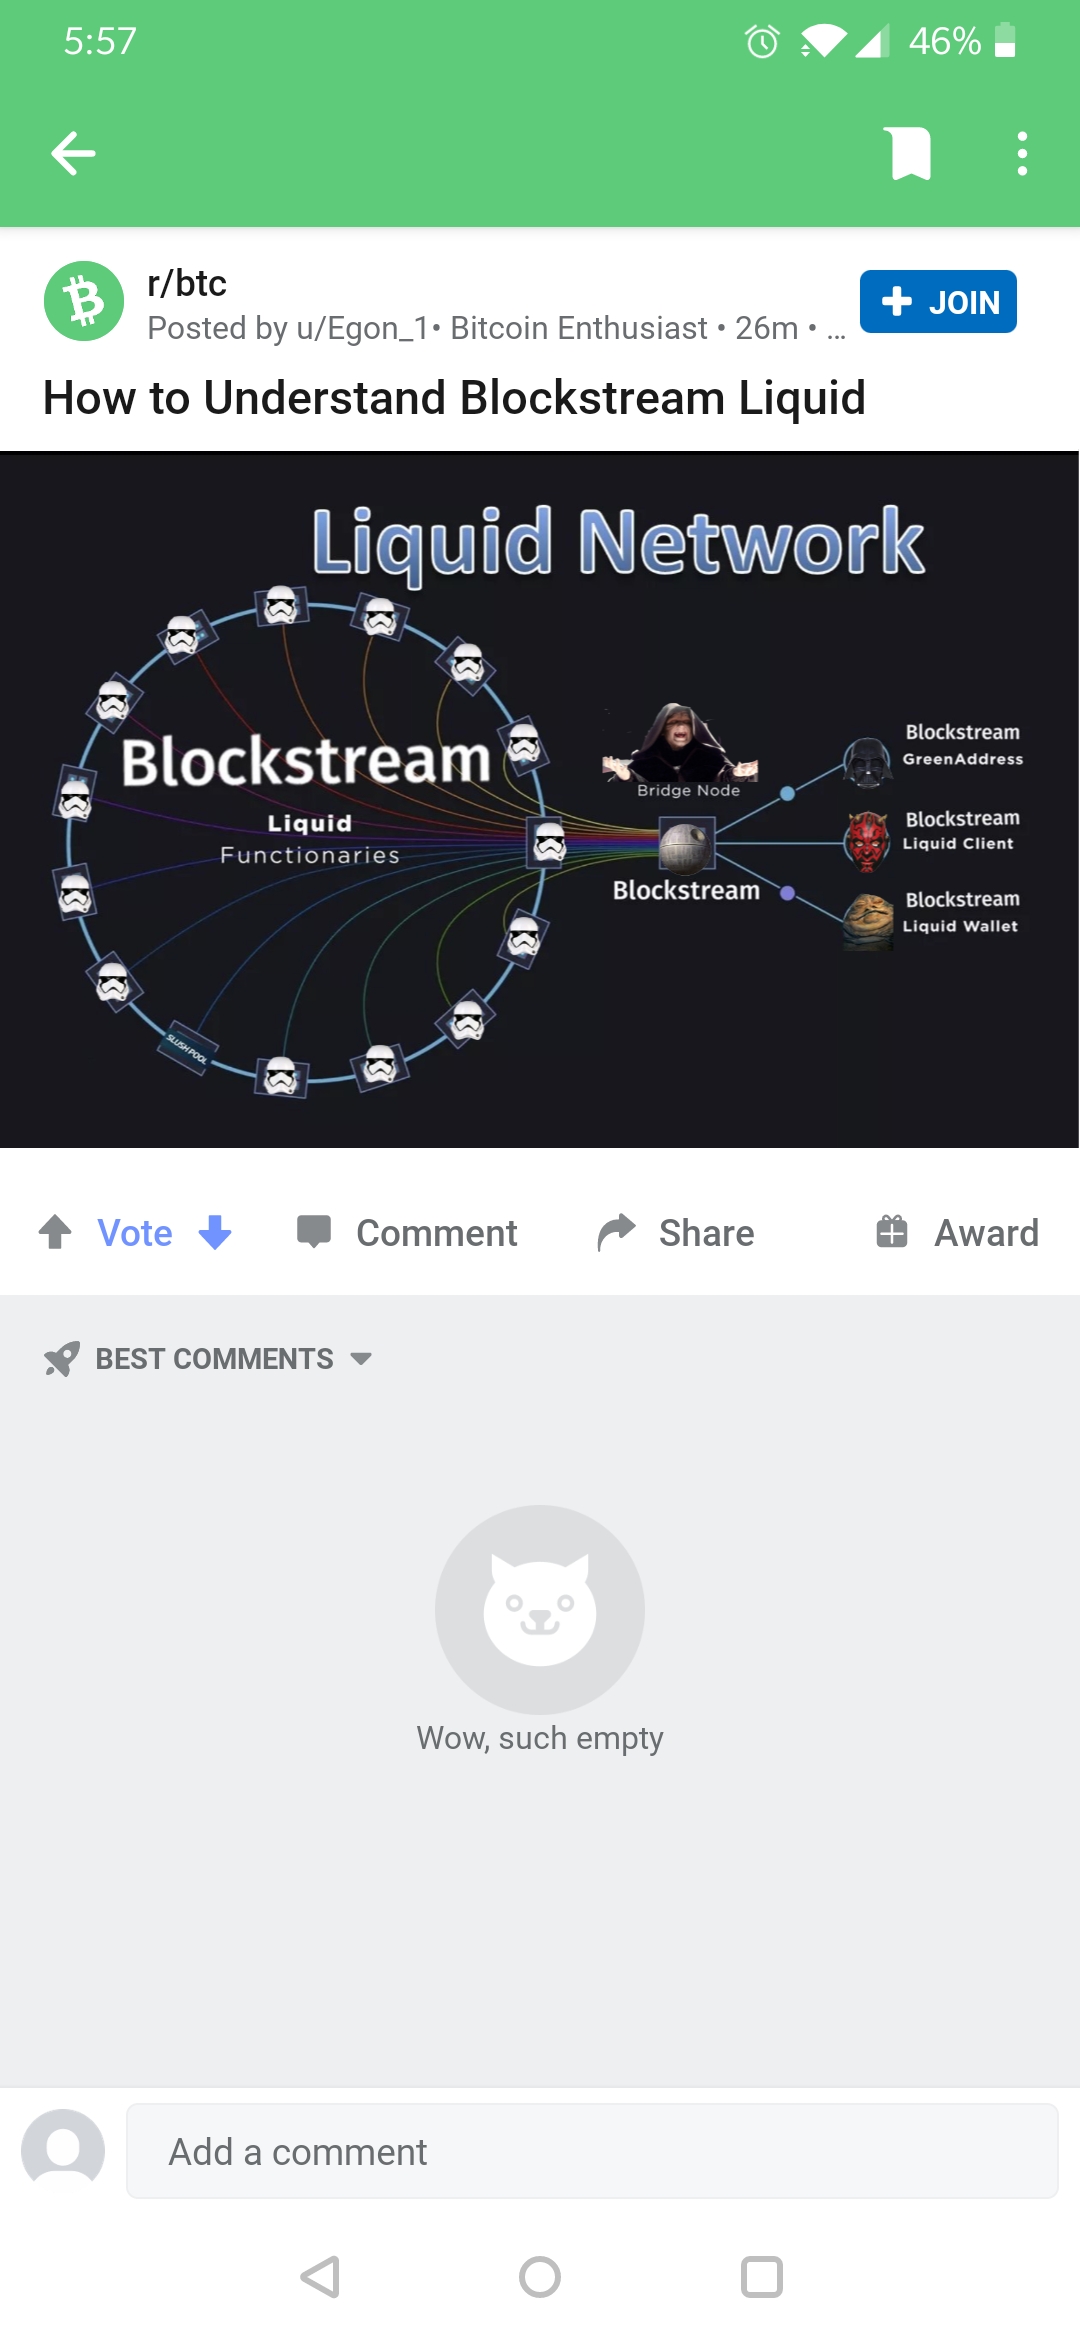 5:57
46%
r/btc
Posted by u/Egon_1• Bitcoin Enthusiast • 26m • ...
JOIN
How to Understand Blockstream Liquid
Liquid Network
Blockstream
Liquid
Functionaries
SLUSH POOL
Bridge Node
Blockstream
Blockstream
GreenAddress
Blockstream
Liquid Client
Blockstream
Liquid Wallet
Vote
Comment
Share
Award
BEST COMMENTS
Wow, such empty
Add a comment